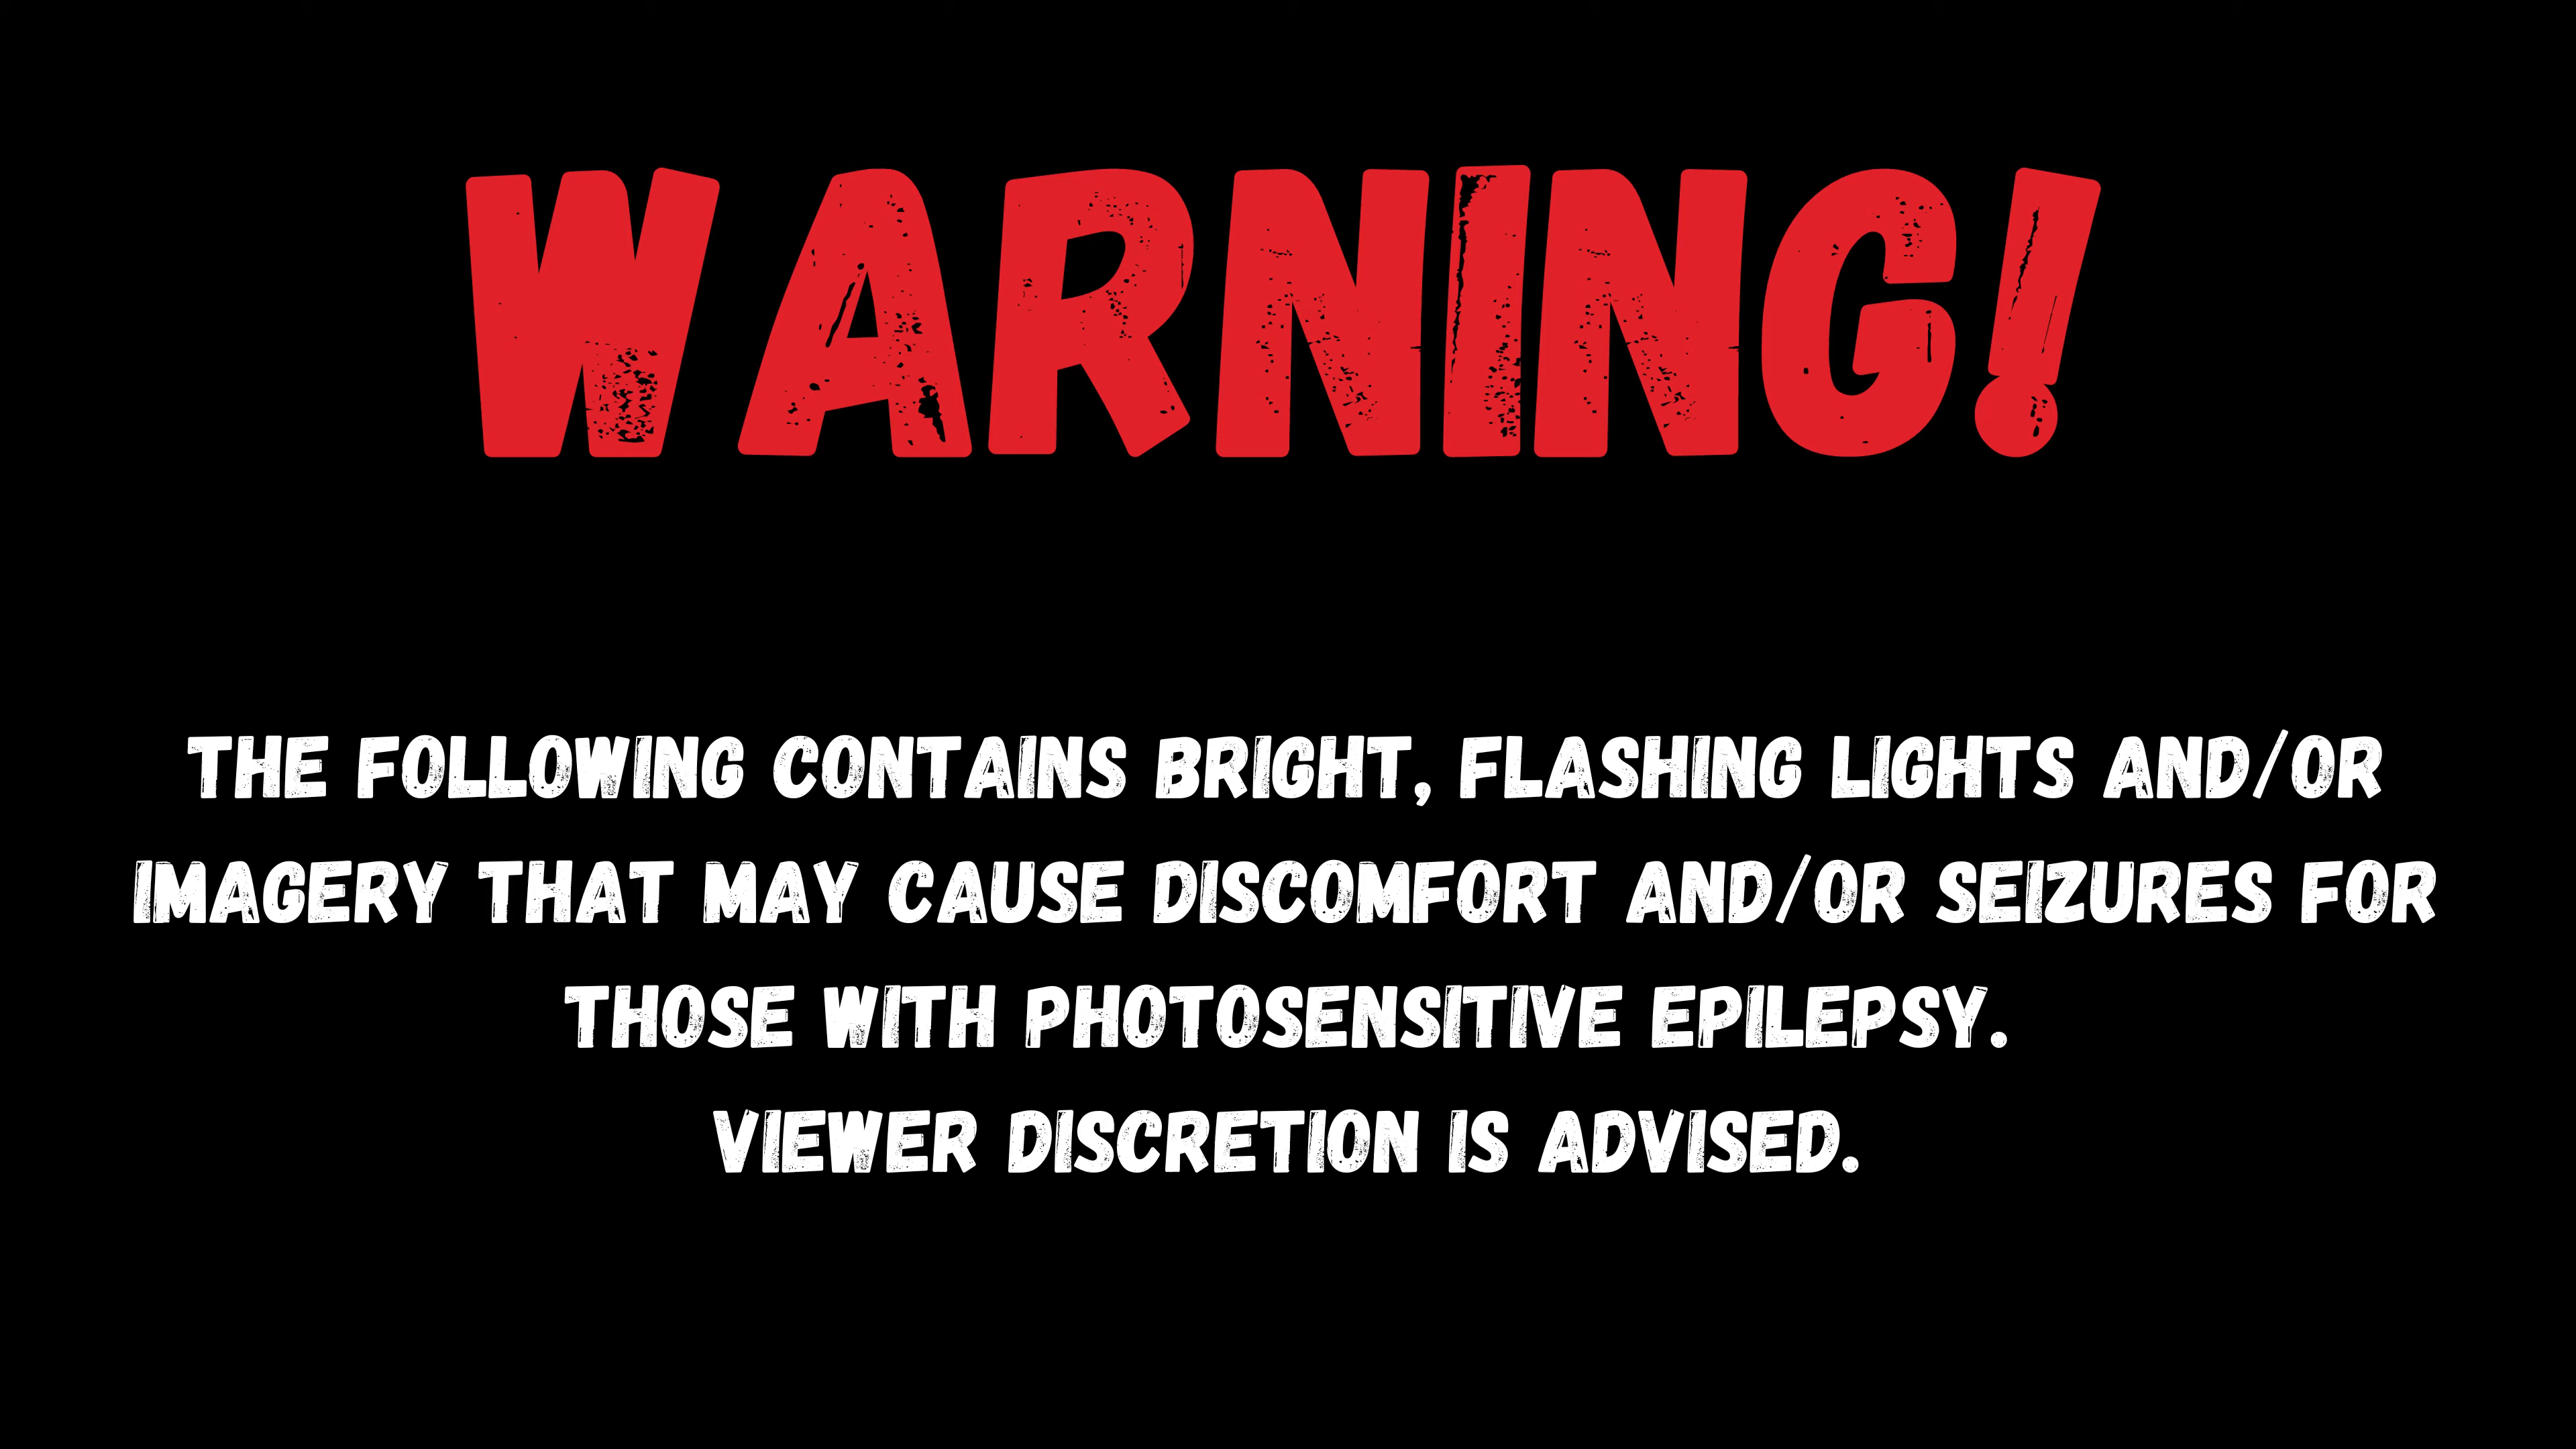 WARNING!
THE FOLLOWING CONTAINS BRIGHT, FLASHING LIGHTS AND/OR
IMAGERY THAT MAY CAUSE DISCOMFORT AND/OR SEIZURES FOR
THOSE WITH PHOTOSENSITIVE EPILEPSY.
VIEWER DISCRETION IS ADVISED.